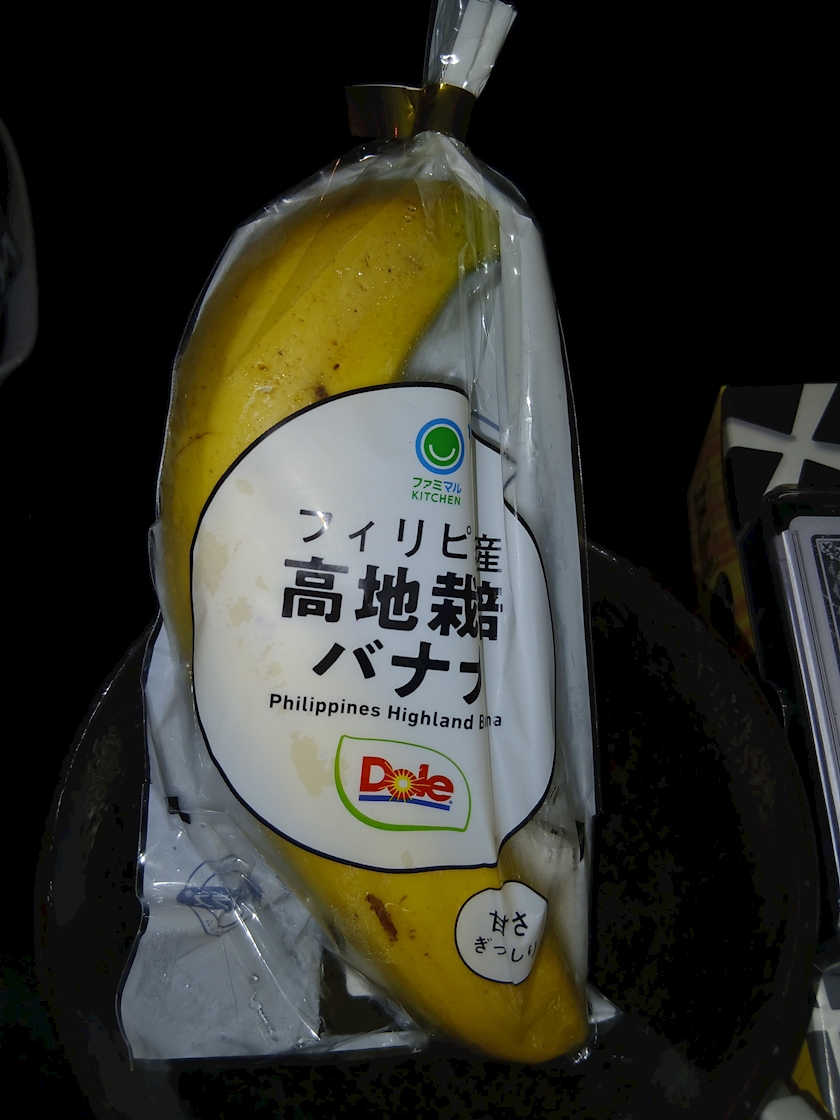 ファミマル
KITCHEN
フィリピ産
高地栽培
バナナ
Philippines Highland
Dole
甘さ
ぎっしり